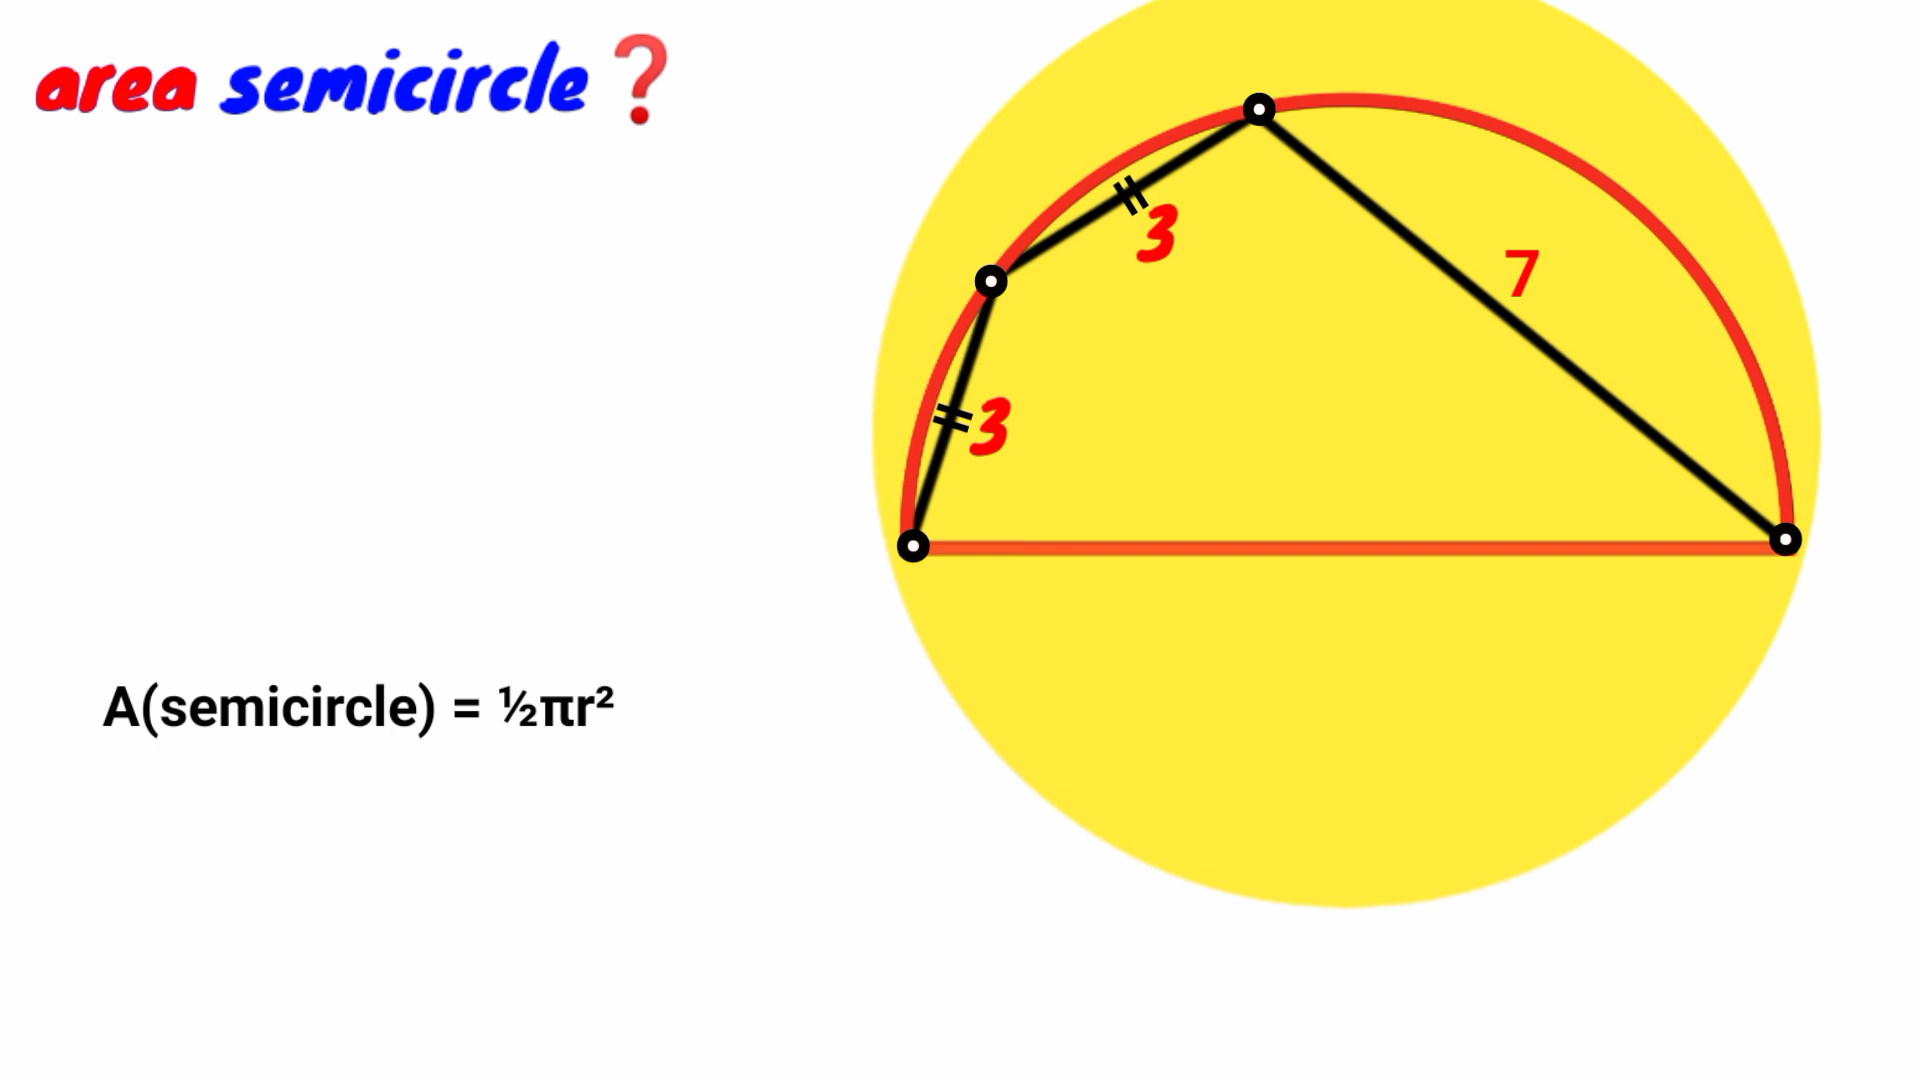 area semicircle❓
3
7
3
A(semicircle) = ½πr²